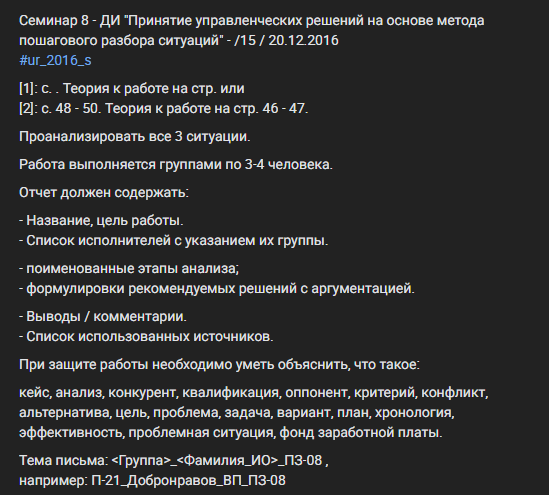 Семинар 8 - ДИ "Принятие управленческих решений на основе метода
пошагового разбора ситуаций" - /15 / 20.12.2016
#ur_2016_s
[1]: с. . Теория к работе на стр. или
[2]: с. 48 - 50. Теория к работе на стр. 46 - 47.
Проанализировать все 3 ситуации.
Работа выполняется группами по 3-4 человека.
Отчет должен содержать:
- Название, цель работы.
- Список исполнителей с указанием их группы.
- поименованные этапы анализа;
- формулировки рекомендуемых решений с аргументацией.
- Выводы / комментарии.
- Список использованных источников.
При защите работы необходимо уметь объяснить, что такое:
кейс, анализ, конкурент, квалификация, оппонент, критерий, конфликт,
альтернатива, цель, проблема, задача, вариант, план, хронология,
эффективность, проблемная ситуация, фонд заработной платы.
Тема письма: <Группа>_<Фамилия_ИО>_ПЗ-08 ,
например: П-21_Добронравов_ВП_ПЗ-08